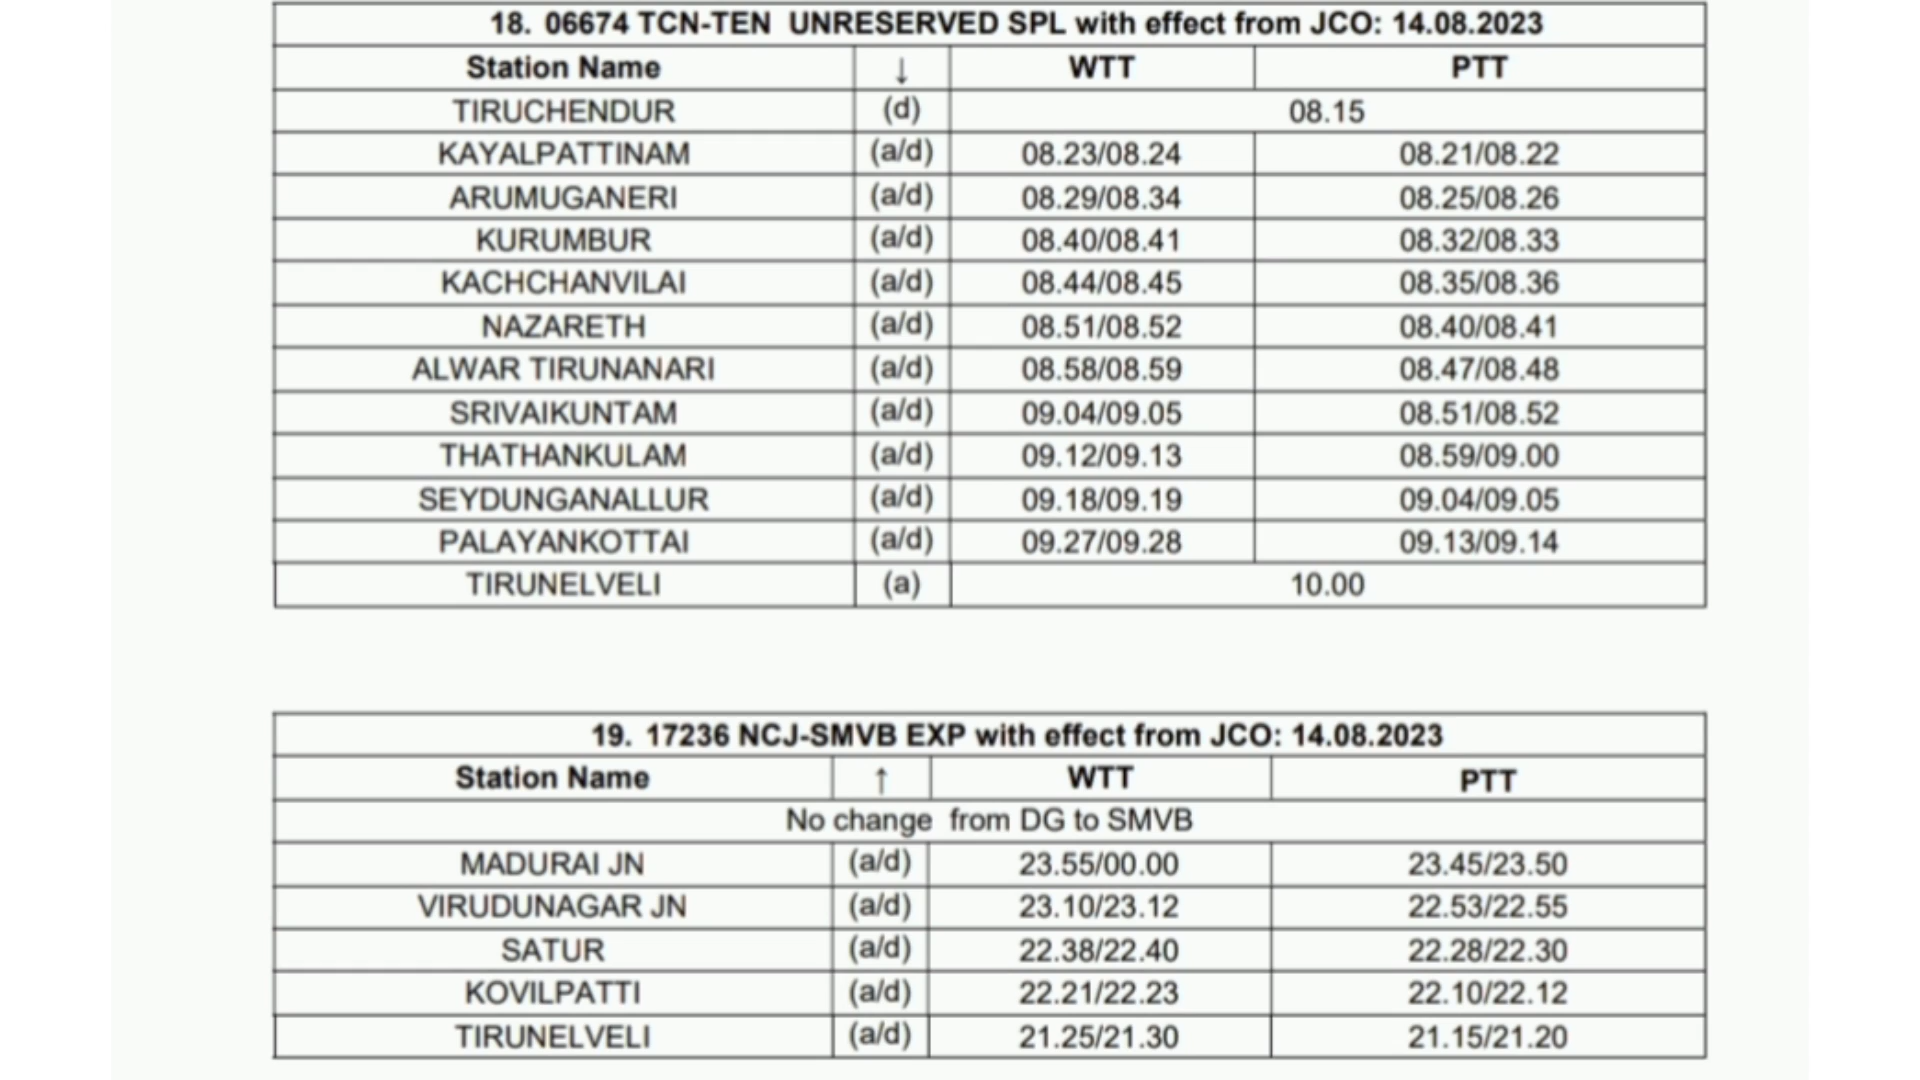 18. 06674 TCN-TEN UNRESERVED SPL with effect from JCO: 14.08.2023
Station Name ↓ WTT PTT
TIRUCHENDUR (d) 08.15
KAYALPATTINAM (a/d) 08.23/08.24 08.21/08.22
ARUMUGANERI (a/d) 08.29/08.34 08.25/08.26
KURUMBUR (a/d) 08.40/08.41 08.32/08.33
KACHCHANVILAI (a/d) 08.44/08.45 08.35/08.36
NAZARETH (a/d) 08.51/08.52 08.40/08.41
ALWAR TIRUNANARI (a/d) 08.58/08.59 08.47/08.48
SRIVAIKUNTAM (a/d) 09.04/09.05 08.51/08.52
THATHANKULAM (a/d) 09.12/09.13 08.59/09.00
SEYDUNGANALLUR (a/d) 09.18/09.19 09.04/09.05
PALAYANKOTTAI (a/d) 09.27/09.28 09.13/09.14
TIRUNELVELI (a) 10.00
19. 17236 NCJ-SMVB EXP with effect from JCO: 14.08.2023
Station Name ↑ WTT PTT
No change from DG to SMVB
MADURAI JN (a/d) 23.55/00.00 23.45/23.50
VIRUDUNAGAR JN (a/d) 23.10/23.12 22.53/22.55
SATUR (a/d) 22.38/22.40 22.28/22.30
KOVILPATTI (a/d) 22.21/22.23 22.10/22.12
TIRUNELVELI (a/d) 21.25/21.30 21.15/21.20